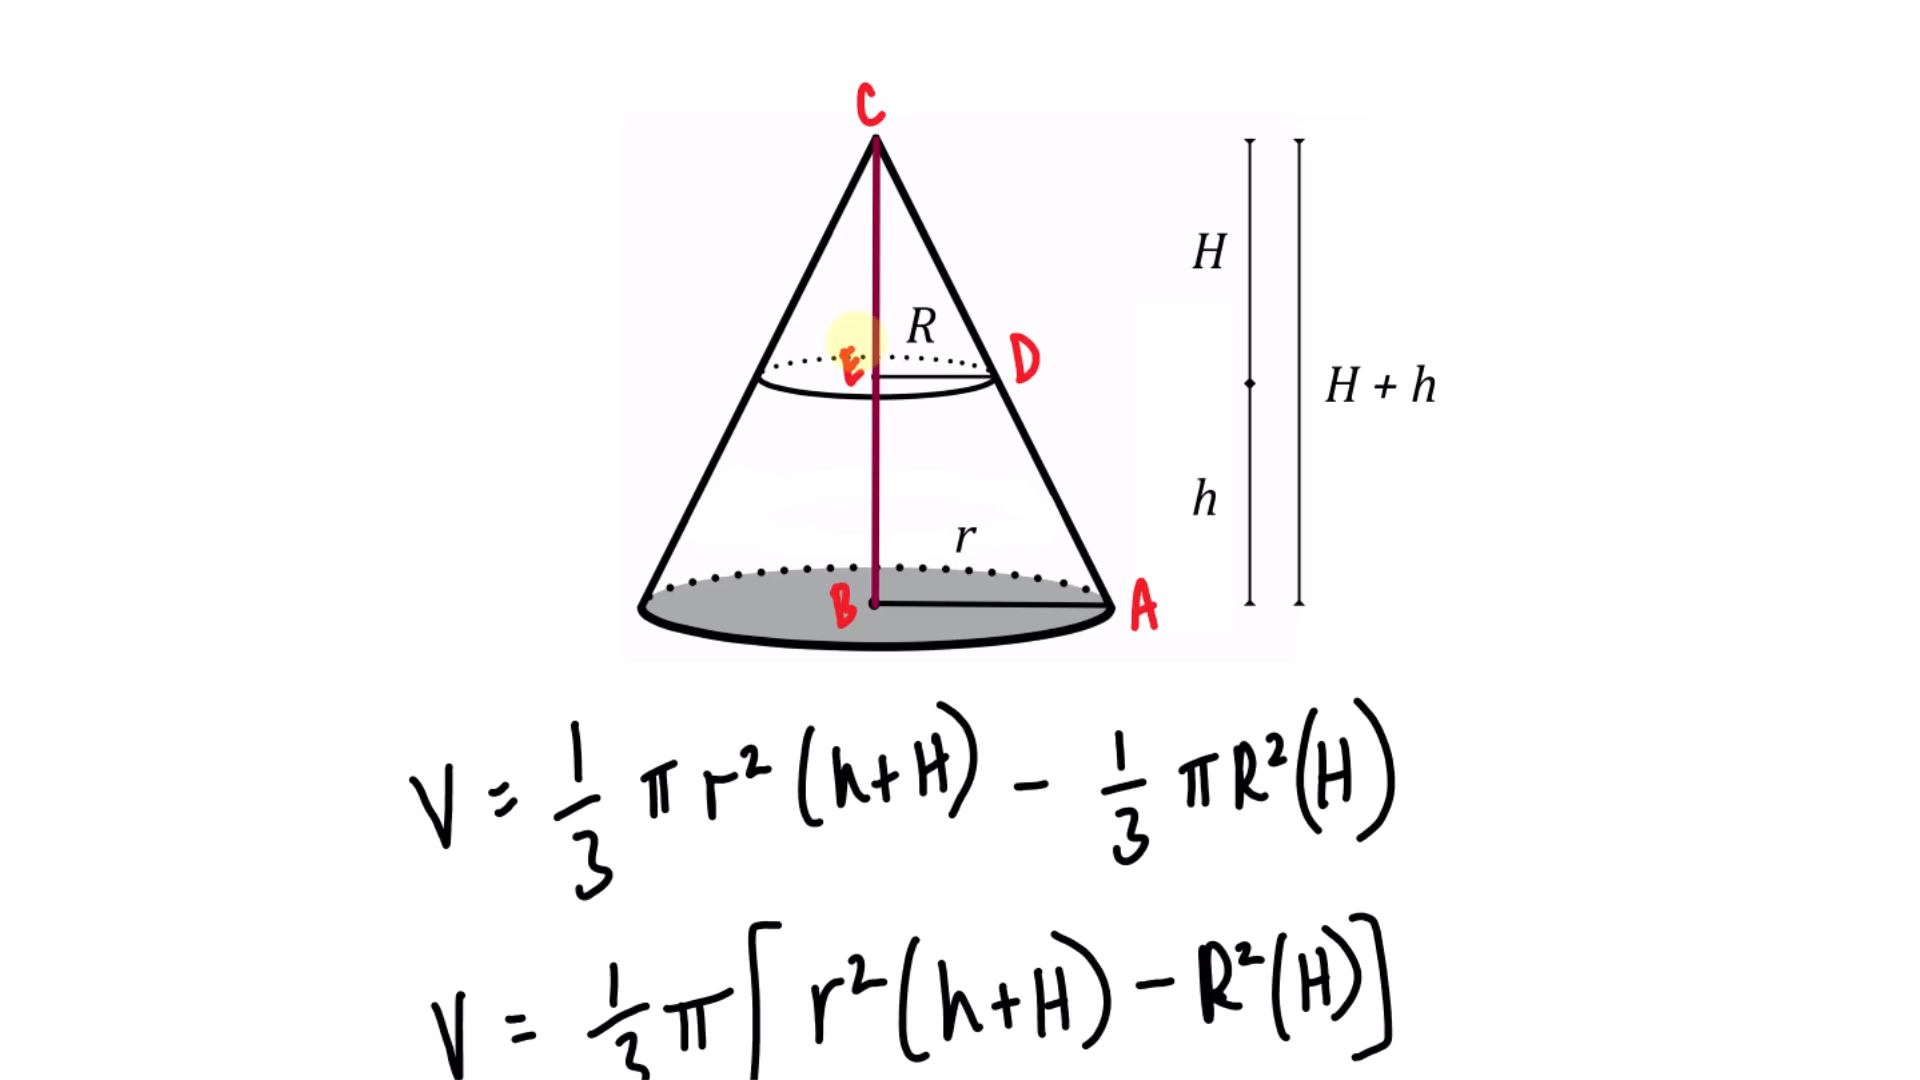 C
H
R
E
D
H + h
h
r
B
A
V = 1/3 π r² (h+H) - 1/3 π R² (H)
V = 1/3 π [ r² (h+H) - R² (H) ]